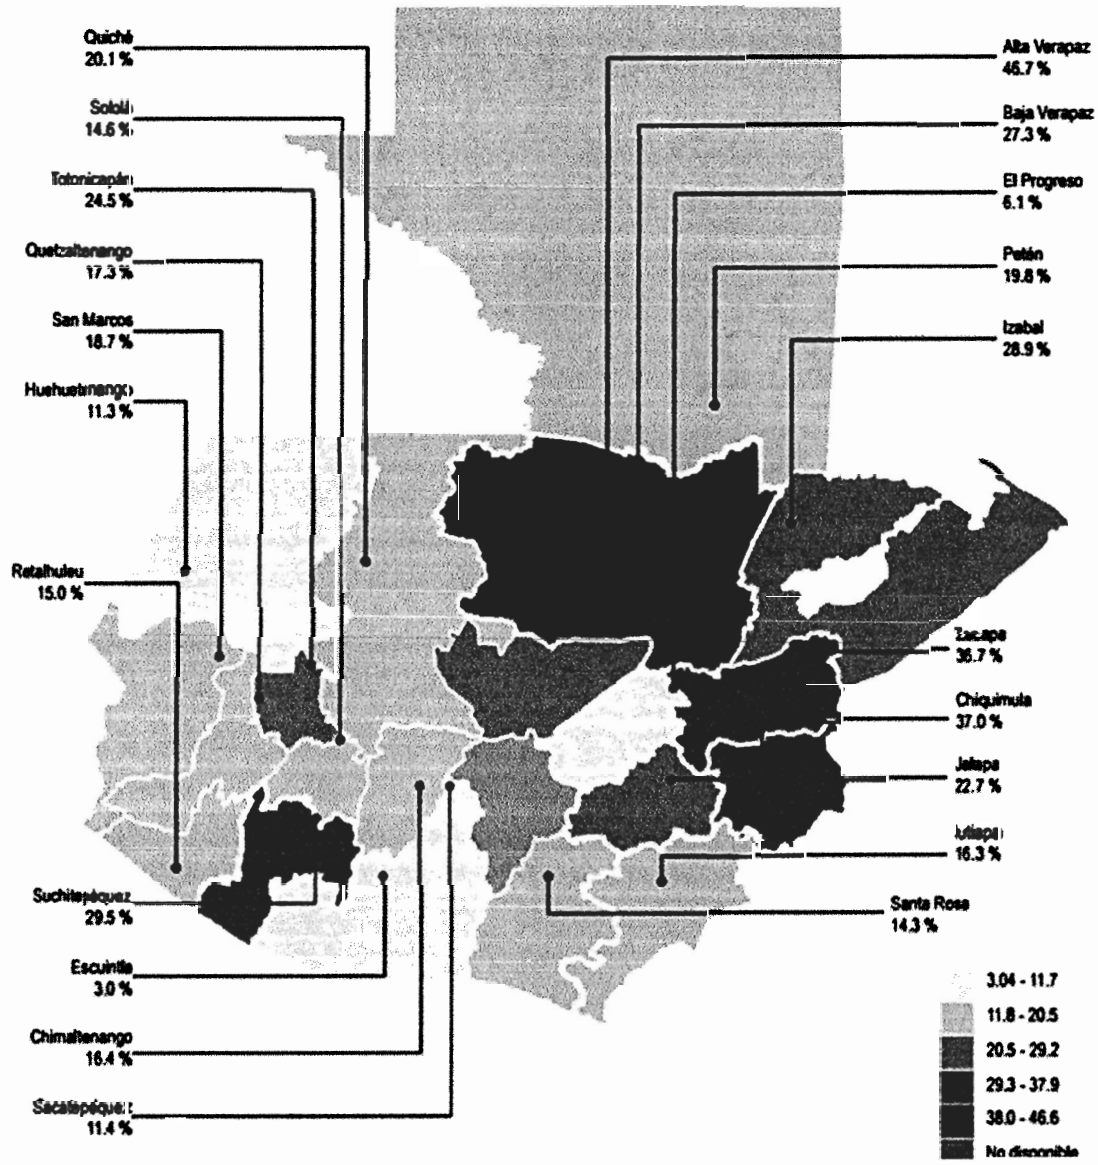 Quiché
20.1 %
Sololá
14.6 %
Totonicapán
24.5 %
Quetzaltenango
17.3 %
San Marcos
18.7 %
Huehuetenango
11.3 %
Retalhuleu
15.0 %
Suchitepéquez
29.5 %
Escuintla
3.0 %
Chimaltenango
16.4 %
Sacatepéquez
11.4 %
Alta Verapaz
46.7 %
Baja Verapaz
27.3 %
El Progreso
6.1 %
Petén
19.8 %
Izabal
28.9 %
Zacapa
36.7 %
Chiquimula
37.0 %
Jalapa
22.7 %
Jutiapa
16.3 %
Santa Rosa
14.3 %
3.04 - 11.7
11.8 - 20.5
20.5 - 29.2
29.3 - 37.9
38.0 - 46.6
No disponible